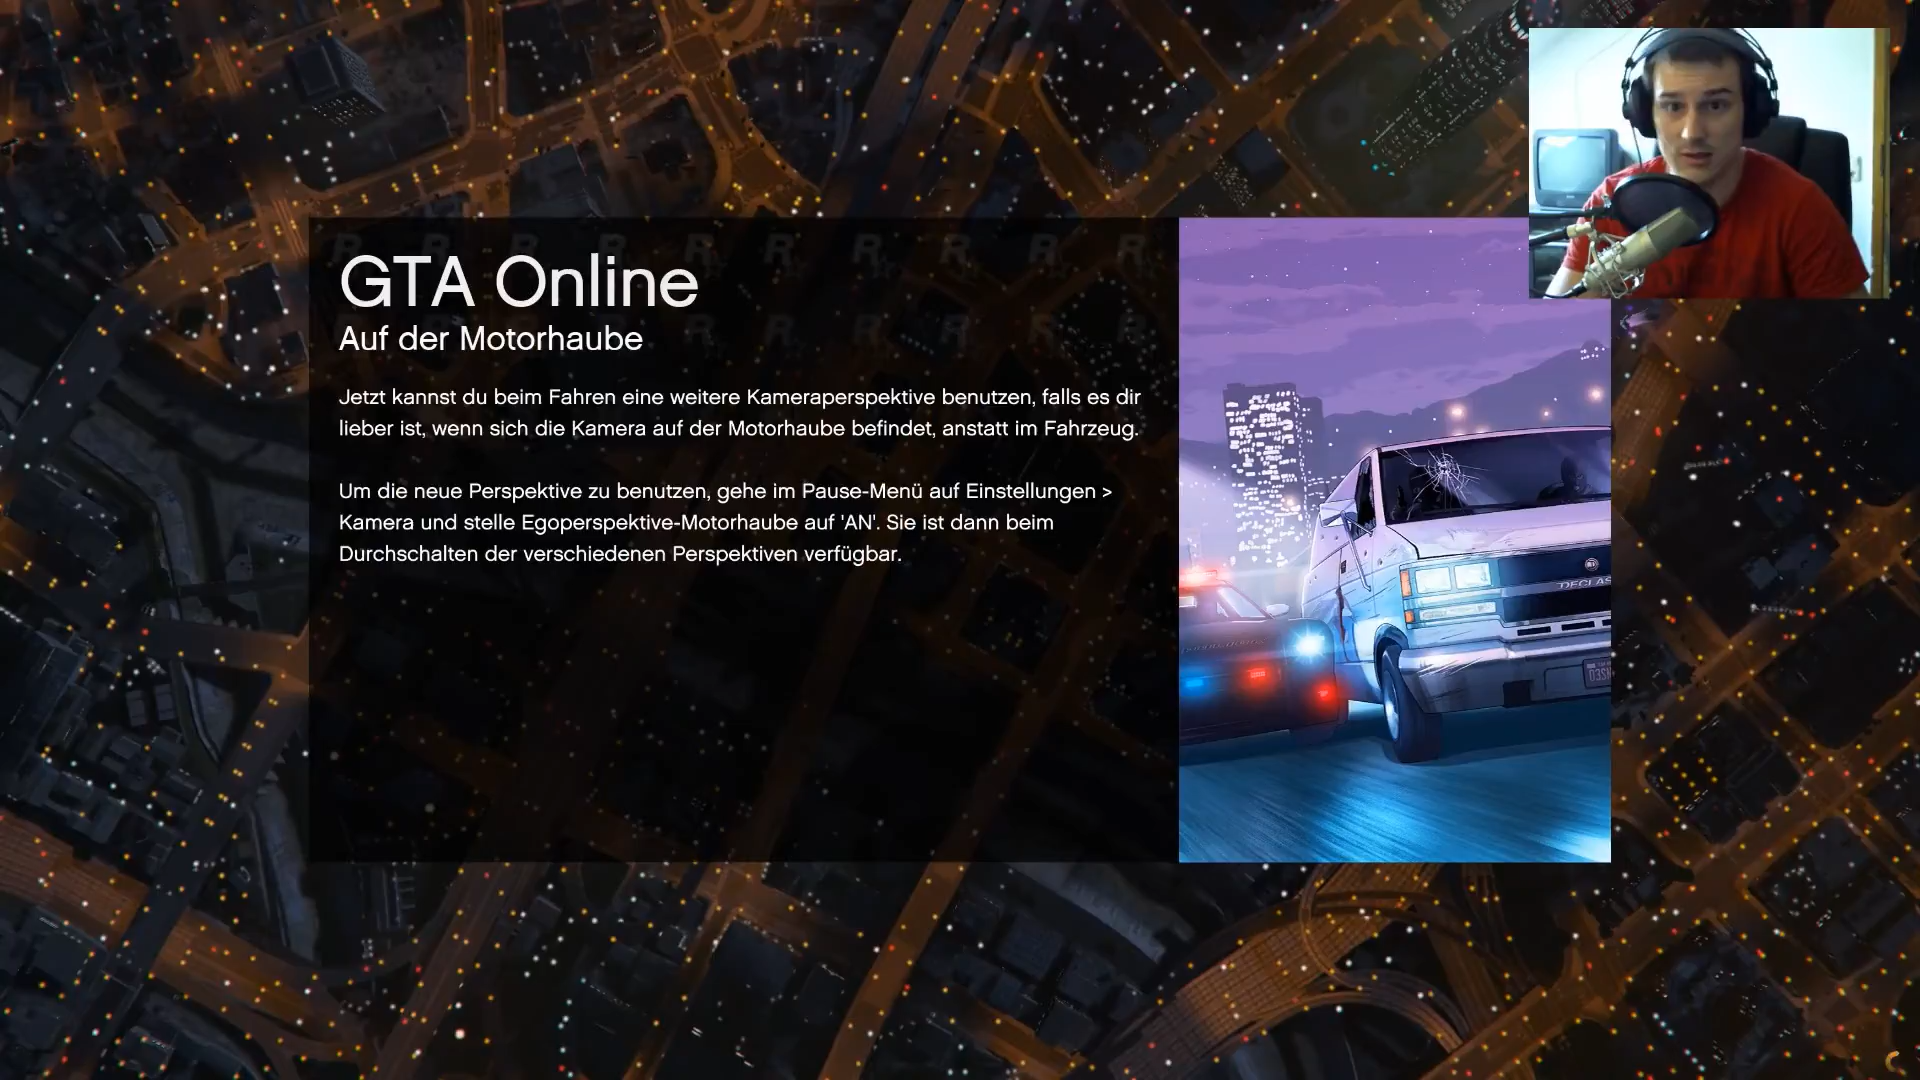 GTA Online
Auf der Motorhaube
Jetzt kannst du beim Fahren eine weitere Kameraperspektive benutzen, falls es dir
lieber ist, wenn sich die Kamera auf der Motorhaube befindet, anstatt im Fahrzeug.
Um die neue Perspektive zu benutzen, gehe im Pause-Menü auf Einstellungen >
Kamera und stelle Egoperspektive-Motorhaube auf 'AN'. Sie ist dann beim
Durchschalten der verschiedenen Perspektiven verfügbar.
DECLAS